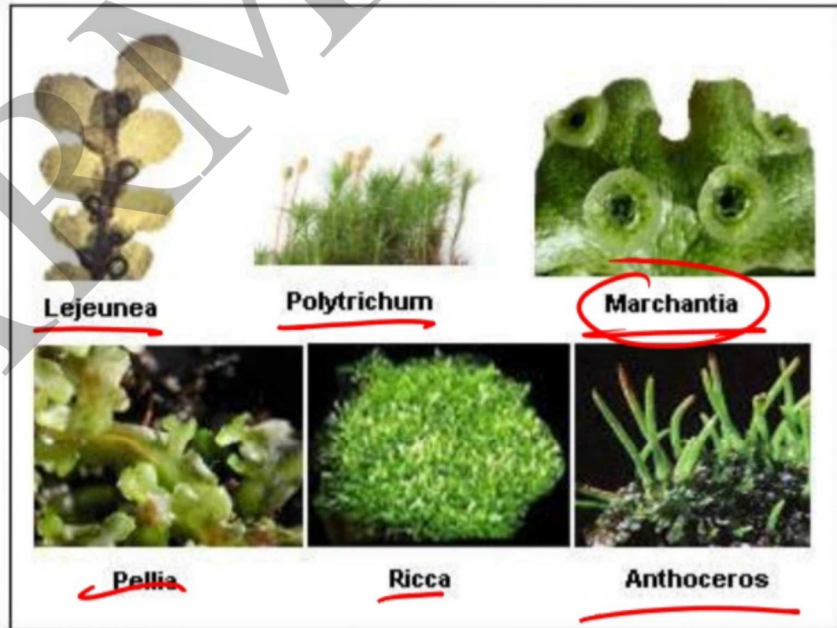 Lejeunea
Polytrichum
Marchantia
Pellia
Ricca
Anthoceros